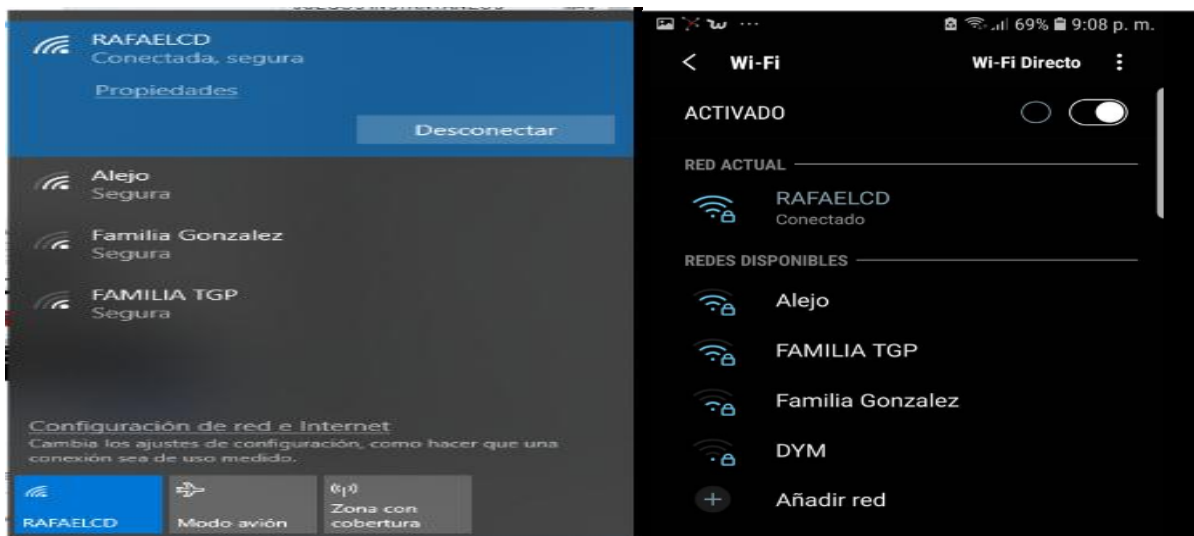 RAFAELCD
Conectada, segura
Propiedades
Desconectar
Alejo
Segura
Familia Gonzalez
Segura
FAMILIA TGP
Segura
Configuración de red e Internet
Cambia los ajustes de configuración, como hacer que una
conexión sea de uso medido.
RAFAELCD
Modo avión
Zona con
cobertura
69% 9:08 p. m.
Wi-Fi
Wi-Fi Directo
ACTIVADO
RED ACTUAL
RAFAELCD
Conectado
REDES DISPONIBLES
Alejo
FAMILIA TGP
Familia Gonzalez
DYM
Añadir red